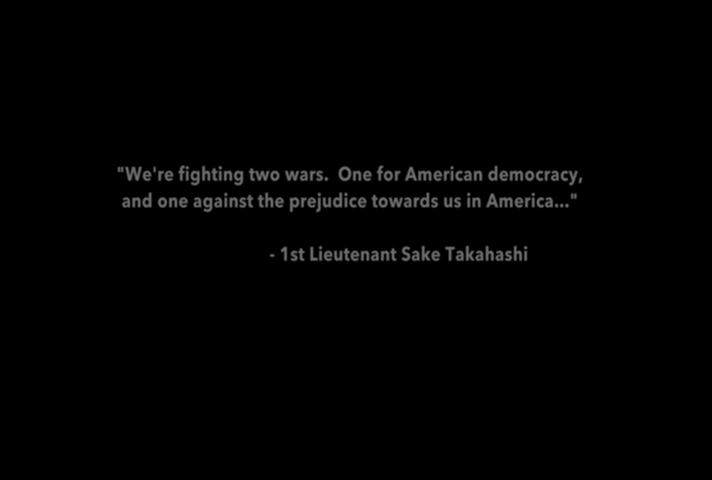 "We're fighting two wars.  One for American democracy,
and one against the prejudice towards us in America..."
- 1st Lieutenant Sake Takahashi